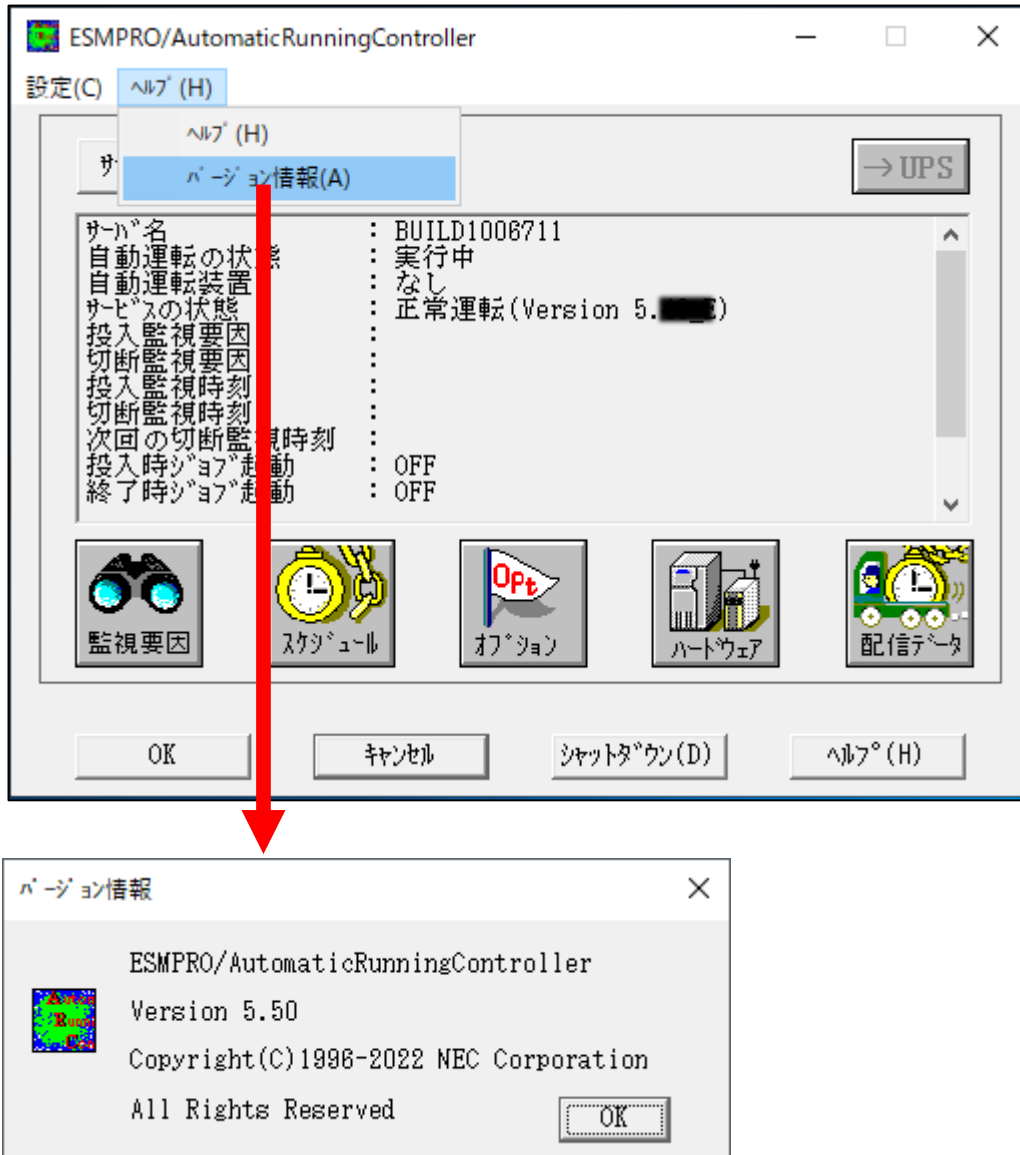 ESMPRO/AutomaticRunningController
設定(C) ﾍﾙﾌﾟ(H)
ﾍﾙﾌﾟ(H)
ﾊﾞｰｼﾞｮﾝ情報(A)
→UPS
ｻｰﾊﾞ名 : BUILD1006711
自動運転の状態 : 実行中
自動運転装置 : なし
ｻｰﾋﾞｽの状態 : 正常運転(Version 5.
投入監視要因 :
切断監視要因 :
投入監視時刻 :
切断監視時刻 :
次回の切断監視時刻 :
投入時ｼﾞｮﾌﾞ起動 : OFF
終了時ｼﾞｮﾌﾞ起動 : OFF
監視要因 ｽｹｼﾞｭｰﾙ ｵﾌﾟｼｮﾝ ﾊｰﾄﾞｳｪｱ 配信ﾃﾞｰﾀ
Opt
OK ｷｬﾝｾﾙ ｼｬｯﾄﾀﾞｳﾝ(D) ﾍﾙﾌﾟ(H)
ﾊﾞｰｼﾞｮﾝ情報
ESMPRO/AutomaticRunningController
Version 5.50
Copyright(C)1996-2022 NEC Corporation
All Rights Reserved
OK